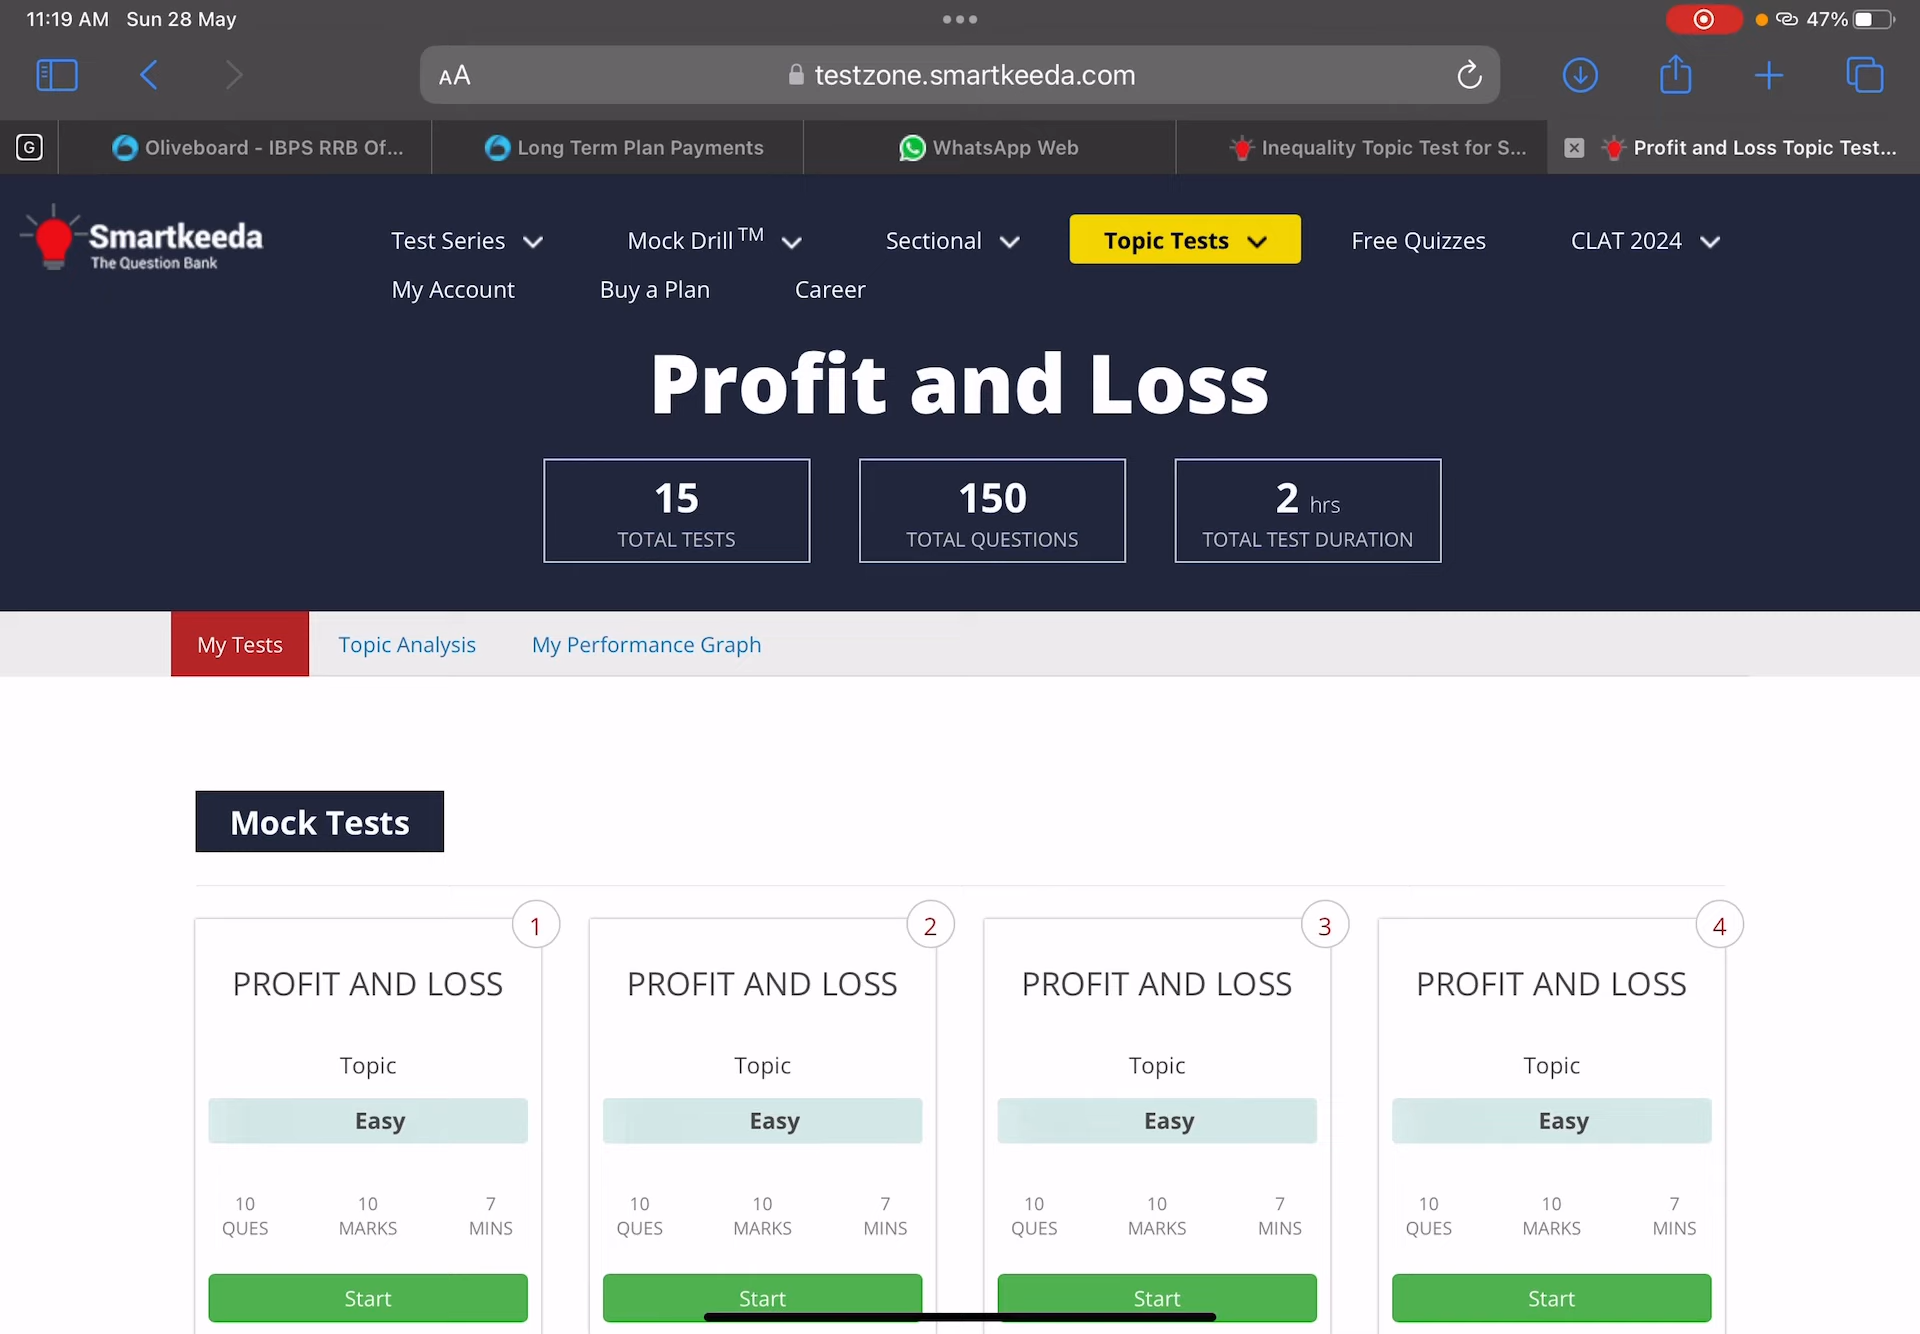 11:19 AM Sun 28 May
47%
AA testzone.smartkeeda.com
G Oliveboard - IBPS RRB Of... Long Term Plan Payments WhatsApp Web Inequality Topic Test for S... Profit and Loss Topic Test...
Smartkeeda
The Question Bank
Test Series Mock Drill™ Sectional Topic Tests Free Quizzes CLAT 2024
My Account Buy a Plan Career
Profit and Loss
15 150 2 hrs
TOTAL TESTS TOTAL QUESTIONS TOTAL TEST DURATION
My Tests Topic Analysis My Performance Graph
Mock Tests
1 2 3 4
PROFIT AND LOSS PROFIT AND LOSS PROFIT AND LOSS PROFIT AND LOSS
Topic Topic Topic Topic
Easy Easy Easy Easy
10 10 7 10 10 7 10 10 7 10 10 7
QUES MARKS MINS QUES MARKS MINS QUES MARKS MINS QUES MARKS MINS
Start Start Start Start